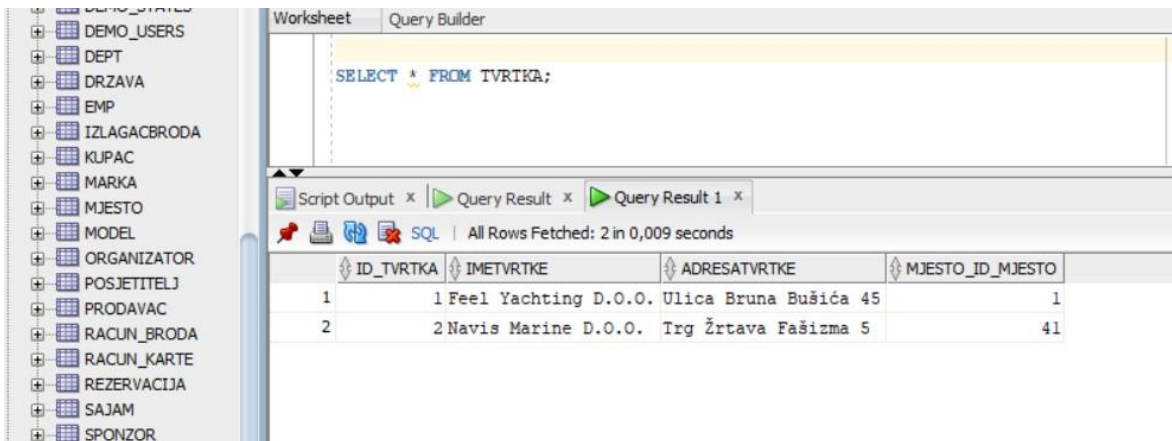 DEMO_STATES
DEMO_USERS
DEPT
DRZAVA
EMP
IZLAGACBRODA
KUPAC
MARKA
MJESTO
MODEL
ORGANIZATOR
POSJETITELJ
PRODAVAC
RACUN_BRODA
RACUN_KARTE
REZERVACIJA
SAJAM
SPONZOR
Worksheet Query Builder
SELECT * FROM TVRTKA;
Script Output x Query Result x Query Result 1 x
SQL | All Rows Fetched: 2 in 0,009 seconds
ID_TVRTKA IMETVRTKE ADRESATVRTKE MJESTO_ID_MJESTO
1 1 Feel Yachting D.O.O. Ulica Bruna Bušića 45 1
2 2 Navis Marine D.O.O. Trg Žrtava Fašizma 5 41